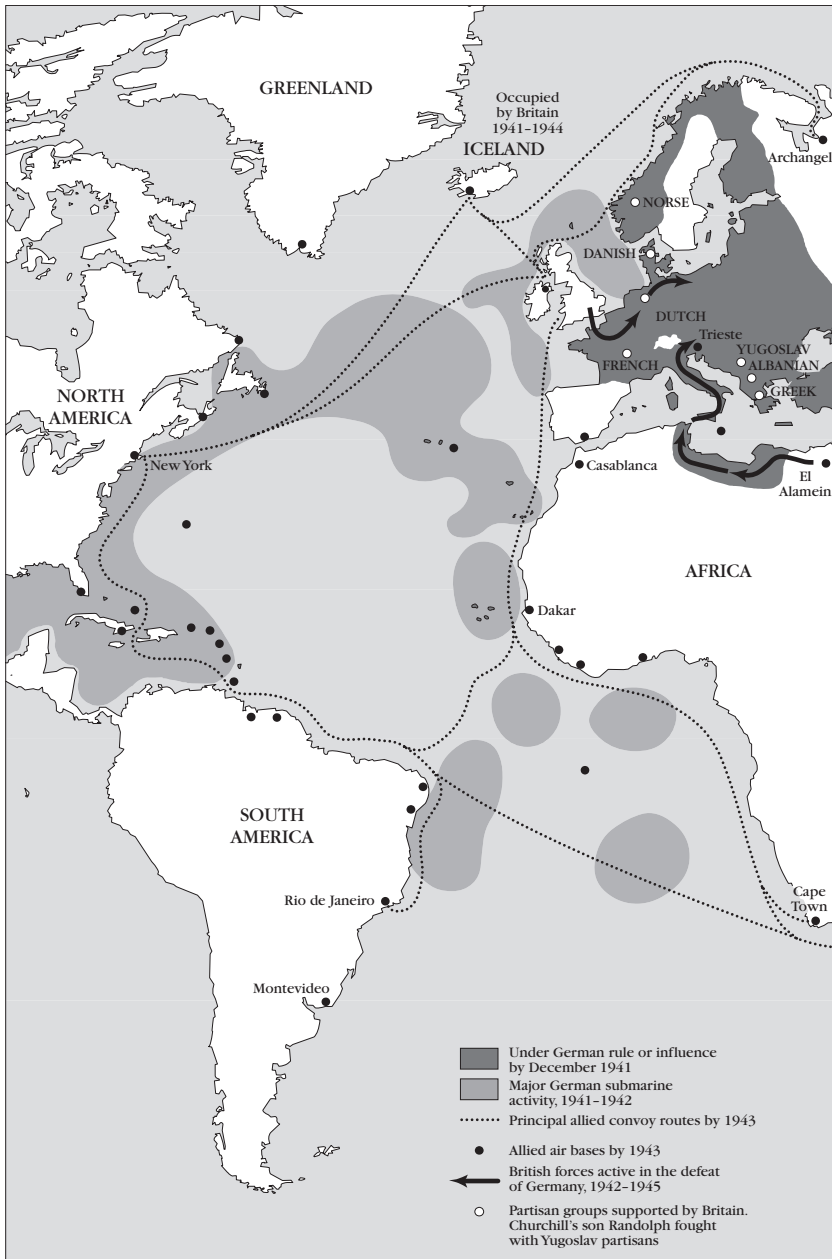 GREENLAND
Occupied
by Britain
1941–1944
ICELAND
Archangel
NORSE
DANISH
DUTCH
Trieste
YUGOSLAV
ALBANIAN
FRENCH
GREEK
NORTH
AMERICA
New York
Casablanca
El
Alamein
AFRICA
Dakar
SOUTH
AMERICA
Rio de Janeiro
Cape
Town
Montevideo
Under German rule or influence
by December 1941
Major German submarine
activity, 1941–1942
Principal allied convoy routes by 1943
Allied air bases by 1943
British forces active in the defeat
of Germany, 1942–1945
Partisan groups supported by Britain.
Churchill's son Randolph fought
with Yugoslav partisans